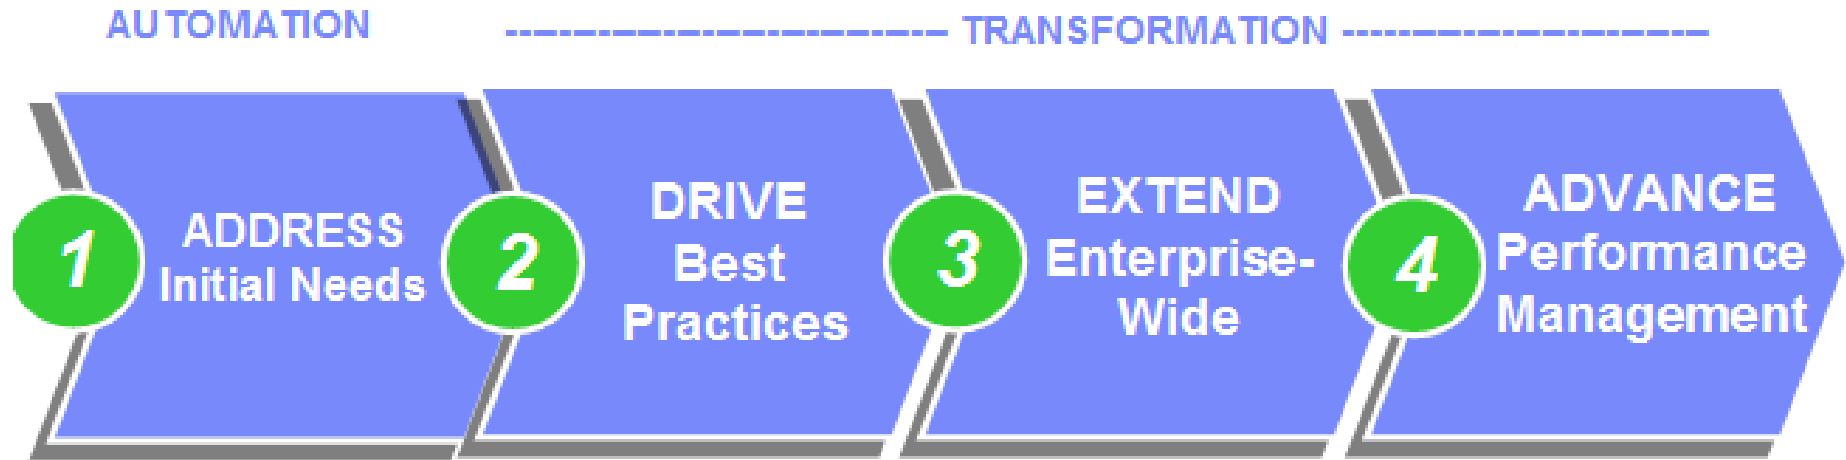 AUTOMATION
TRANSFORMATION
1
ADDRESS
Initial Needs
2
DRIVE
Best
Practices
3
EXTEND
Enterprise-
Wide
4
ADVANCE
Performance
Management